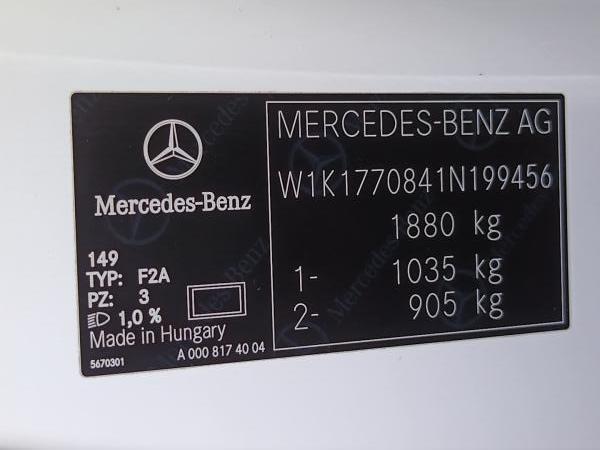 Mercedes-Benz
149
TYP: F2A
PZ: 3
1,0 %
Made in Hungary
5670301 A 000 817 40 04
MERCEDES-BENZ AG
W1K1770841N199456
1880 kg
1- 1035 kg
2- 905 kg